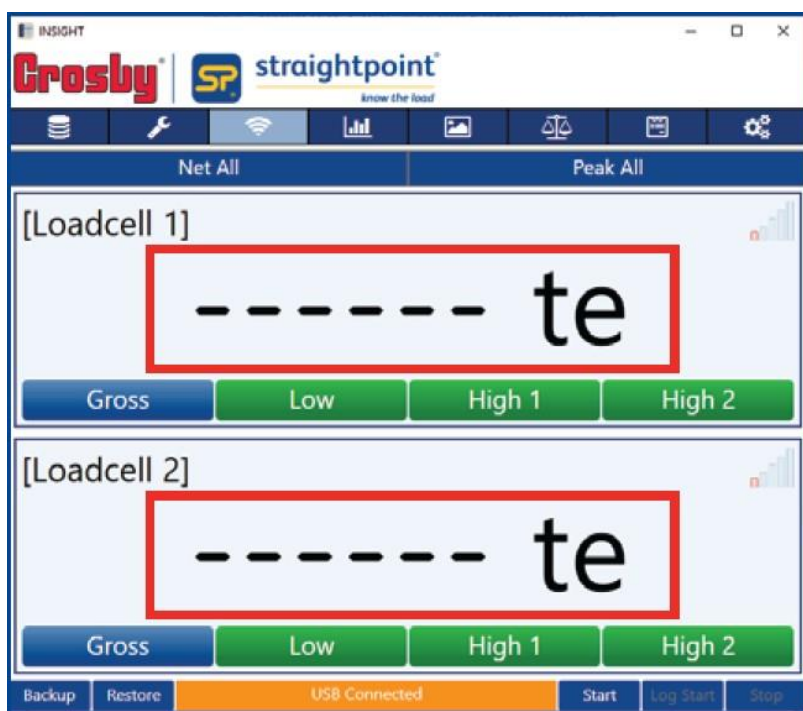 INSIGHT
Crosby SP straightpoint
know the load
Net All Peak All
[Loadcell 1]
------ te
Gross Low High 1 High 2
[Loadcell 2]
------ te
Gross Low High 1 High 2
Backup Restore USB Connected Start Log Start Stop